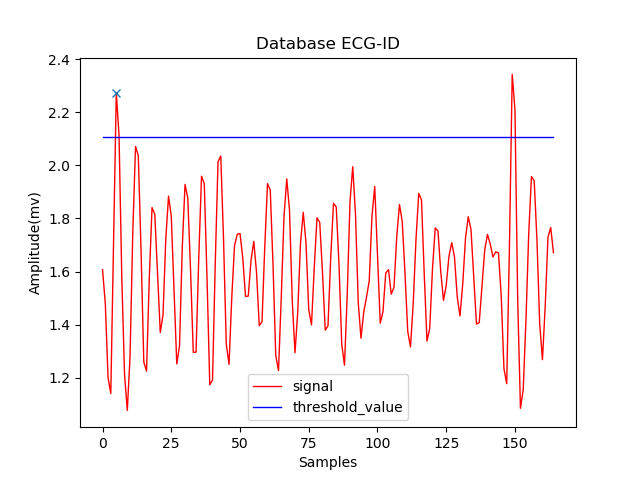 Database ECG-ID
2.4
2.2
2.0
1.8
1.6
1.4
1.2
Amplitude(mv)
signal
threshold_value
0 25 50 75 100 125 150
Samples